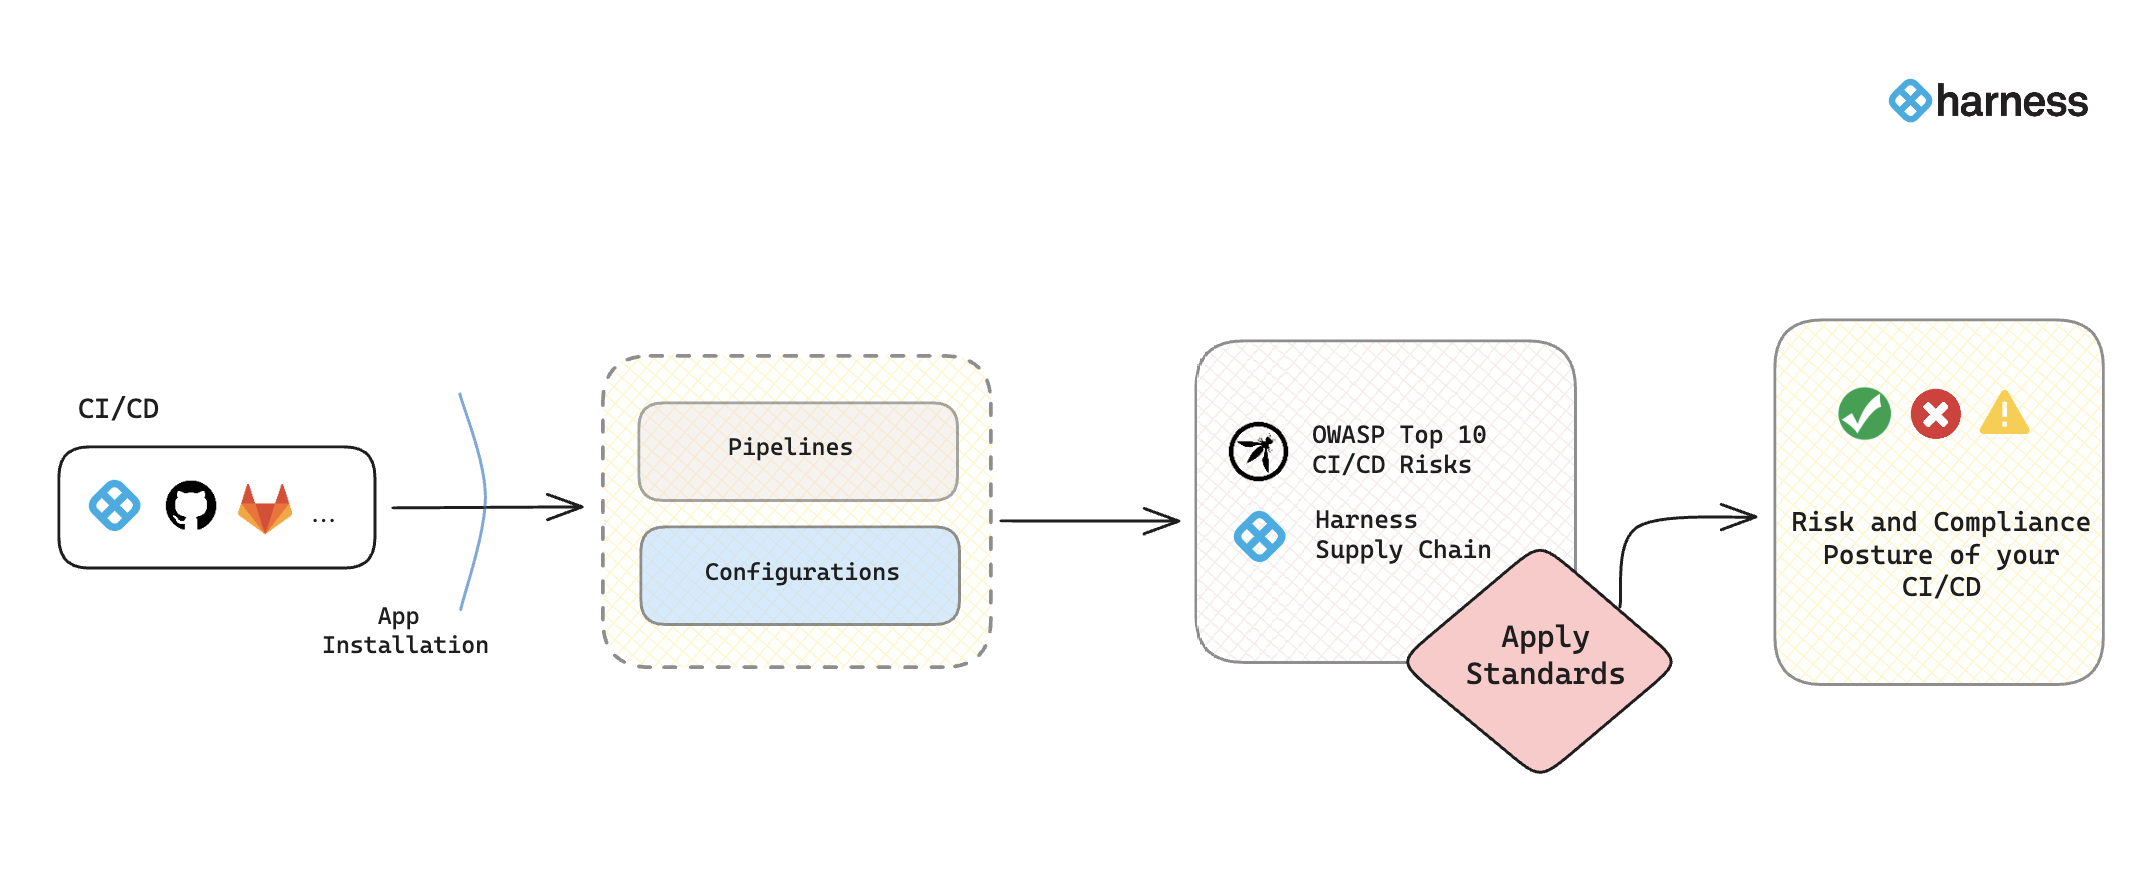 harness
CI/CD
...
App
Installation
Pipelines
Configurations
OWASP Top 10
CI/CD Risks
Harness
Supply Chain
Apply
Standards
Risk and Compliance
Posture of your
CI/CD